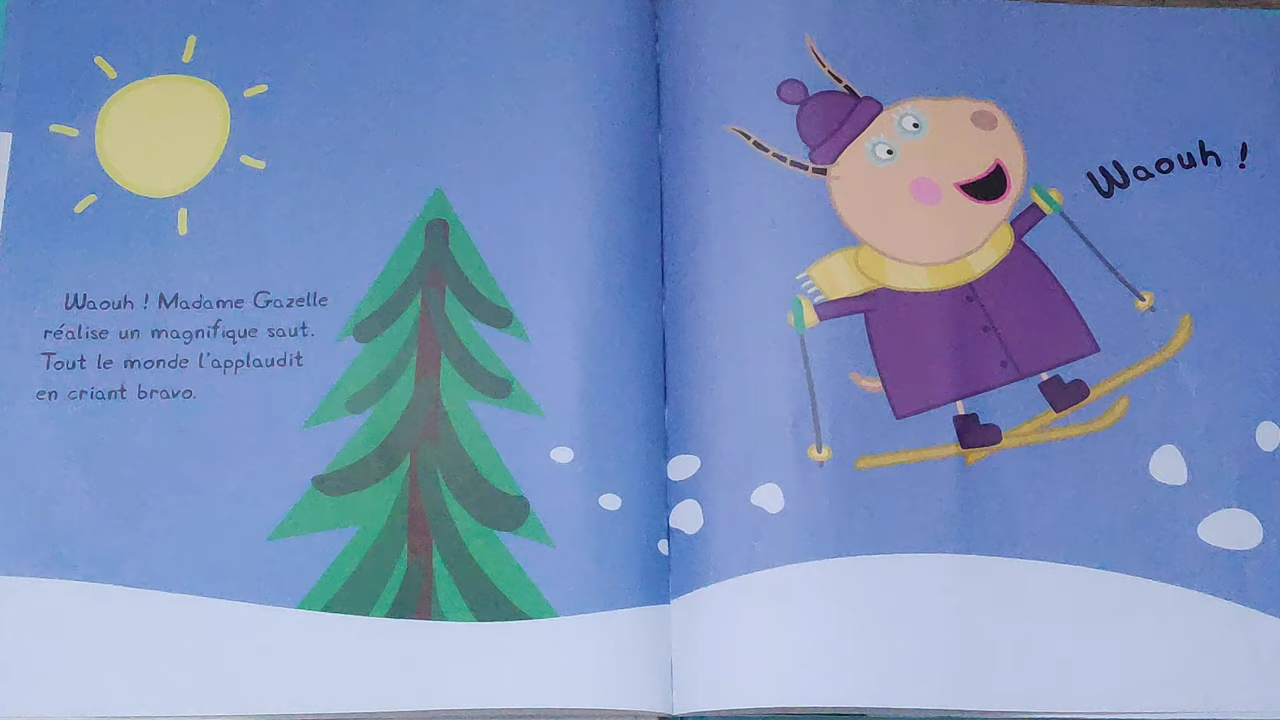 Waouh ! Madame Gazelle
réalise un magnifique saut.
Tout le monde l'applaudit
en criant bravo.
Waouh !